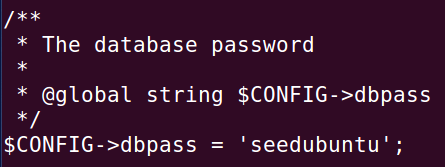 /**
 * The database password
 *
 * @global string $CONFIG->dbpass
 */
$CONFIG->dbpass = 'seedubuntu';